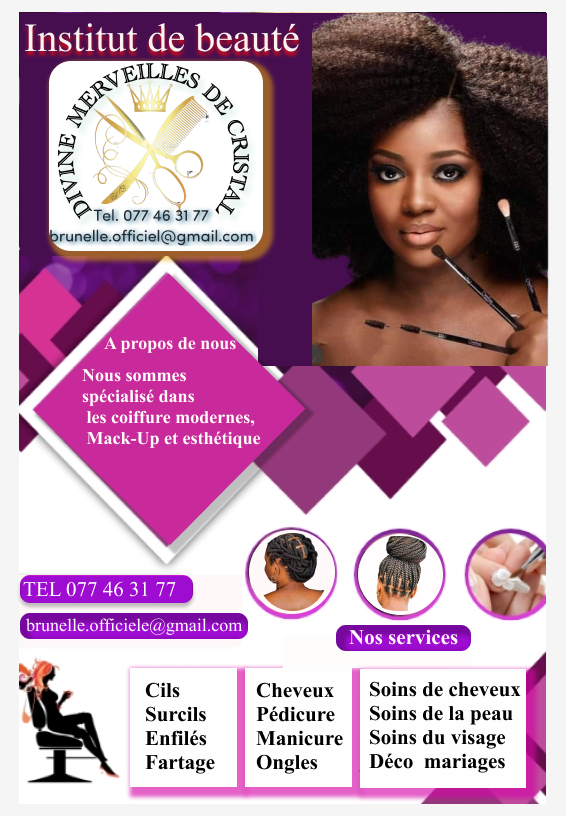 Institut de beauté
DIVINE MERVEILLES DE CRISTAL
Tel. 077 46 31 77
brunelle.officiel@gmail.com
A propos de nous
Nous sommes
spécialisé dans
les coiffure modernes,
Mack-Up et esthétique
TEL 077 46 31 77
brunelle.officiele@gmail.com
Nos services
Cils
Surcils
Enfilés
Fartage
Cheveux
Pédicure
Manicure
Ongles
Soins de cheveux
Soins de la peau
Soins du visage
Déco mariages